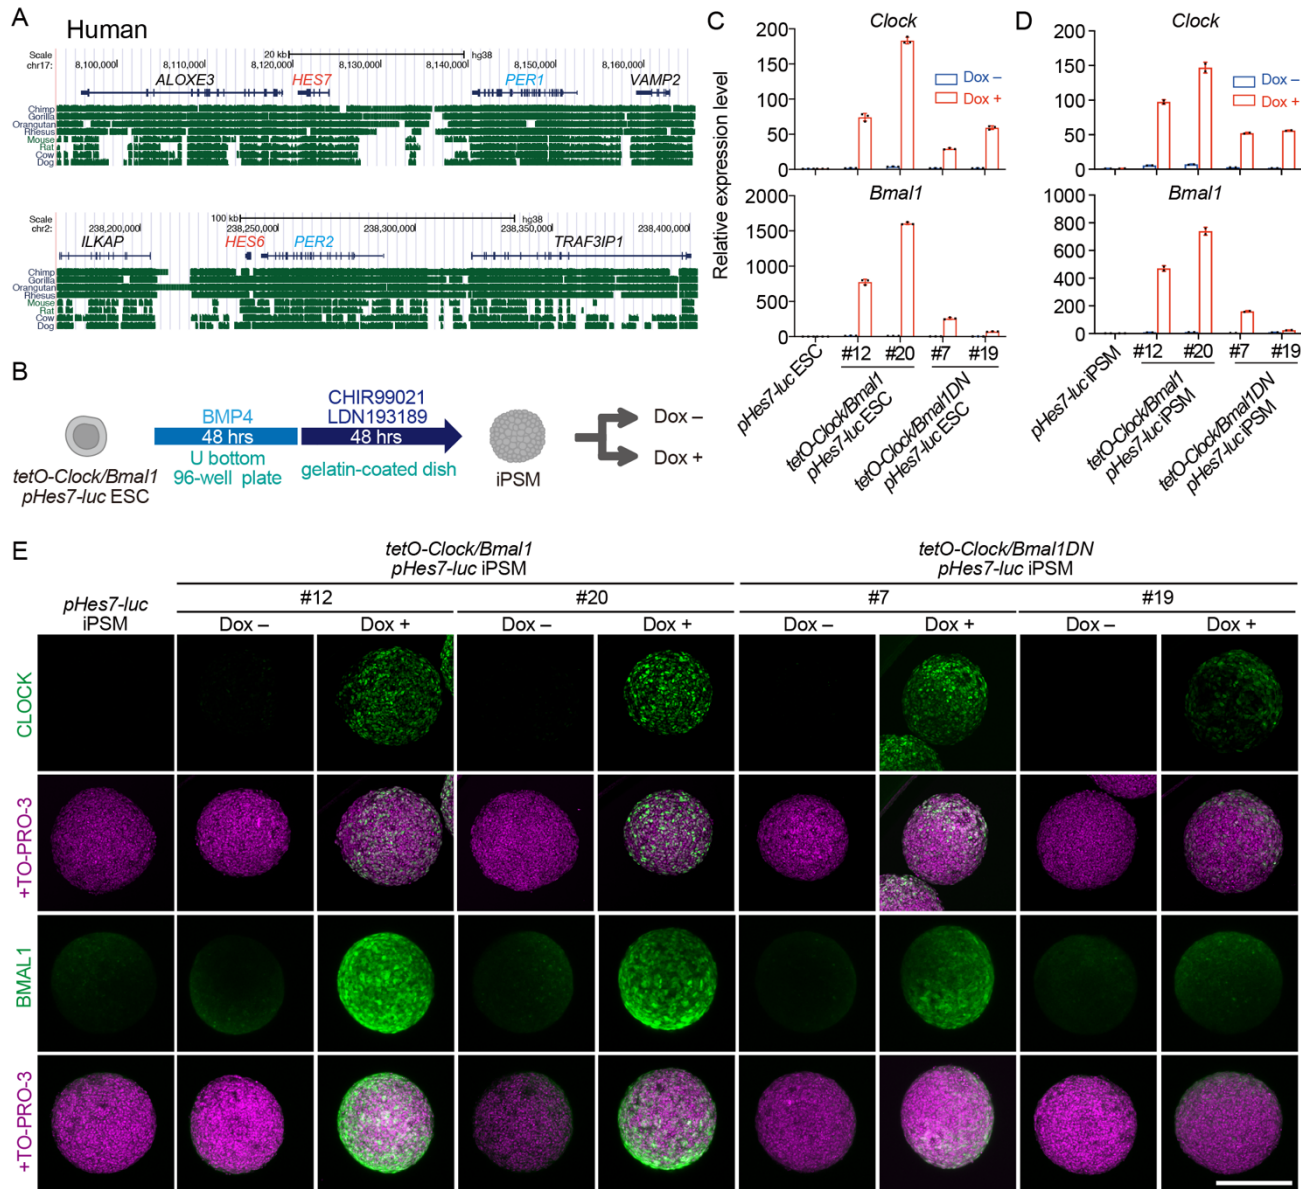 A
Human
Scale
chr17:
20 kb
hg38
8,100,000
8,110,000
8,120,000
8,130,000
8,140,000
8,150,000
8,160,000
ALOXE3
HES7
PER1
VAMP2
Chimp
Gorilla
Orangutan
Rhesus
Mouse
Rat
Cow
Dog
Scale
chr2:
100 kb
hg38
238,200,000
238,250,000
238,300,000
238,350,000
238,400,000
ILKAP
HES6
PER2
TRAF3IP1
Chimp
Gorilla
Orangutan
Rhesus
Mouse
Rat
Cow
Dog
B
tetO-Clock/Bmal1
pHes7-luc ESC
BMP4
48 hrs
U bottom
96-well plate
CHIR99021
LDN193189
48 hrs
gelatin-coated dish
iPSM
Dox –
Dox +
C
Relative expression level
Clock
200
150
100
50
0
Dox –
Dox +
Bmal1
2000
1500
1000
500
0
#12
#20
#7
#19
pHes7-luc ESC
tetO-Clock/Bmal1
pHes7-luc ESC
tetO-Clock/Bmal1DN
pHes7-luc ESC
D
Clock
200
150
100
50
0
Dox –
Dox +
Bmal1
1000
800
600
400
200
0
#12
#20
#7
#19
pHes7-luc iPSM
tetO-Clock/Bmal1
pHes7-luc iPSM
tetO-Clock/Bmal1DN
pHes7-luc iPSM
E
pHes7-luc
iPSM
tetO-Clock/Bmal1
pHes7-luc iPSM
tetO-Clock/Bmal1DN
pHes7-luc iPSM
#12
#20
#7
#19
Dox –
Dox +
Dox –
Dox +
Dox –
Dox +
Dox –
Dox +
CLOCK
+TO-PRO-3
BMAL1
+TO-PRO-3